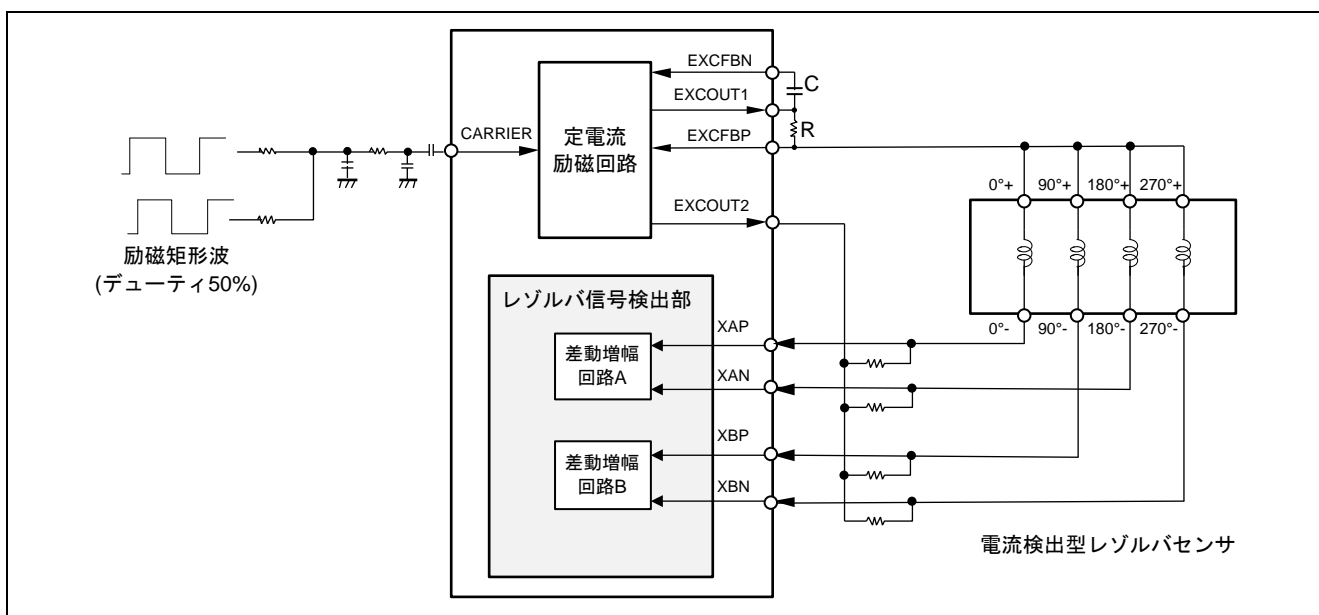 EXCFBN
C
EXCOUT1
R
CARRIER
定電流
励磁回路
EXCFBP
EXCOUT2
励磁矩形波
(デューティ50%)
0°+ 90°+ 180°+ 270°+
0°- 90°- 180°- 270°-
レゾルバ信号検出部
差動増幅
回路A
XAP
XAN
差動増幅
回路B
XBP
XBN
電流検出型レゾルバセンサ